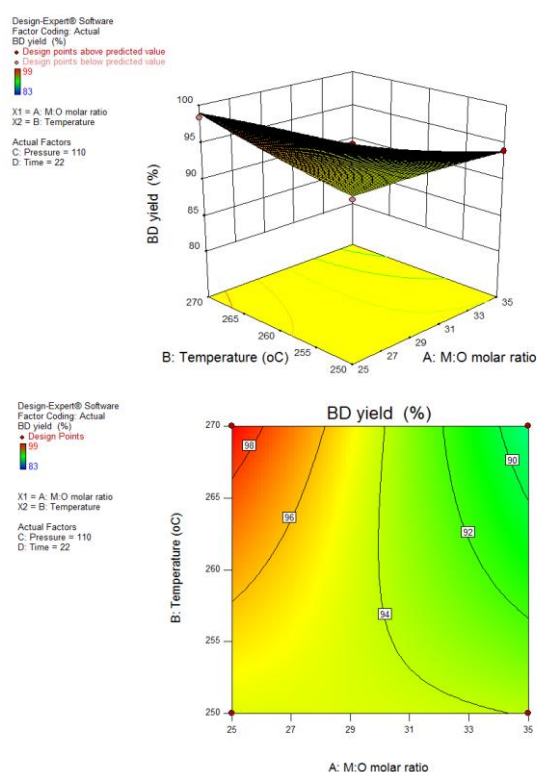 Design-Expert® Software
Factor Coding: Actual
BD yield (%)
Design points above predicted value
Design points below predicted value
99
83
X1 = A: M:O molar ratio
X2 = B: Temperature
Actual Factors
C: Pressure = 110
D: Time = 22
100
95
90
85
80
BD yield (%)
270
265
260
255
250
B: Temperature (oC)
35
33
31
29
27
25
A: M:O molar ratio
Design-Expert® Software
Factor Coding: Actual
BD yield (%)
Design Points
99
83
X1 = A: M:O molar ratio
X2 = B: Temperature
Actual Factors
C: Pressure = 110
D: Time = 22
BD yield (%)
270
265
260
255
250
B: Temperature (oC)
98
96
94
92
90
25
27
29
31
33
35
A: M:O molar ratio